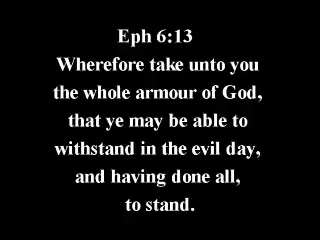 Eph 6:13
Wherefore take unto you
the whole armour of God,
that ye may be able to
withstand in the evil day,
and having done all,
to stand.